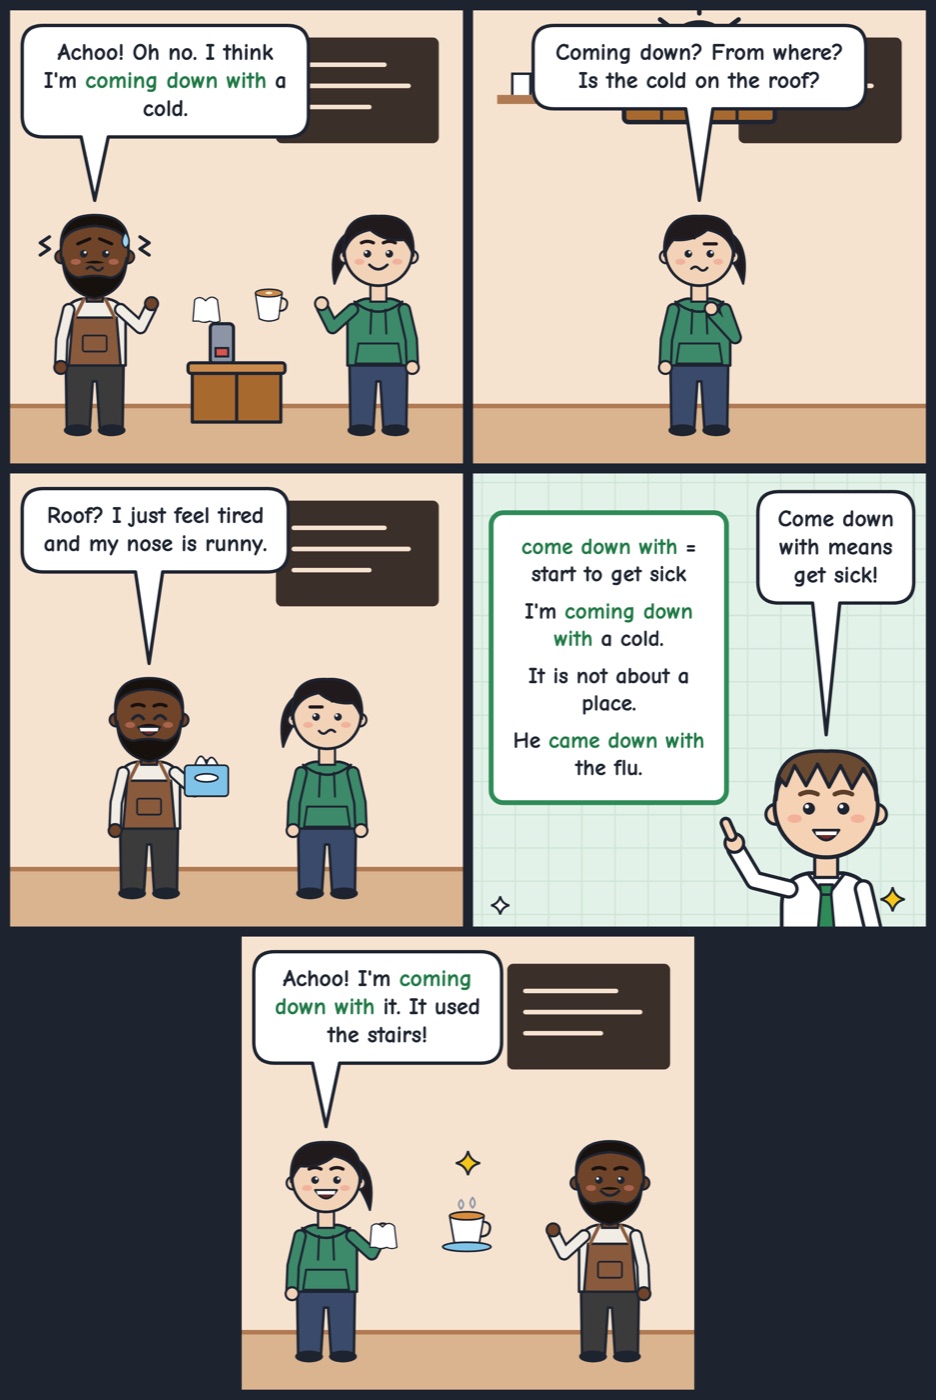 Achoo! Oh no. I think
I'm coming down with a
cold.
Coming down? From where?
Is the cold on the roof?
Roof? I just feel tired
and my nose is runny.
come down with =
start to get sick
I'm coming down
with a cold.
It is not about a
place.
He came down with
the flu.
Come down
with means
get sick!
Achoo! I'm coming
down with it. It used
the stairs!